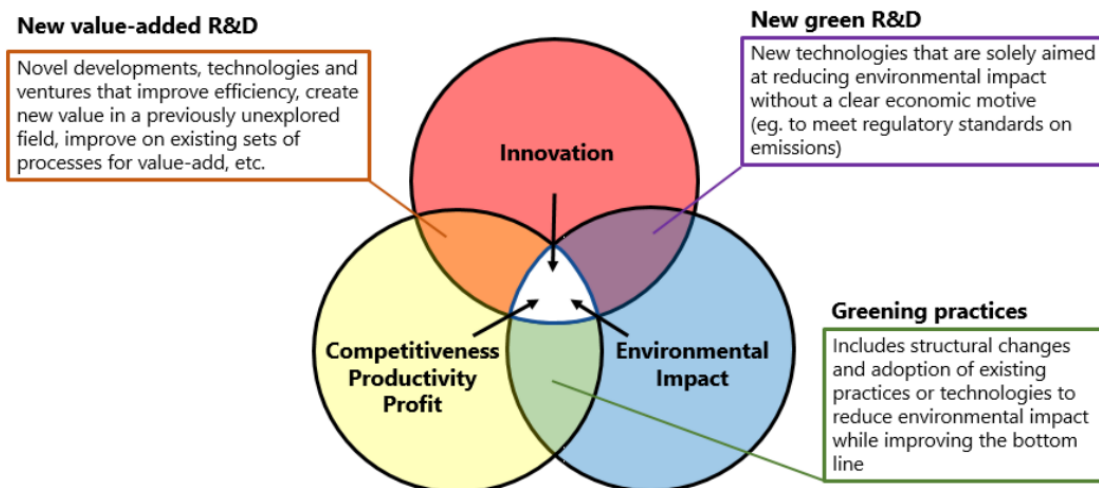 New value-added R&D
Novel developments, technologies and
ventures that improve efficiency, create
new value in a previously unexplored
field, improve on existing sets of
processes for value-add, etc.
New green R&D
New technologies that are solely aimed
at reducing environmental impact
without a clear economic motive
(eg. to meet regulatory standards on
emissions)
Innovation
Competitiveness
Productivity
Profit
Environmental
Impact
Greening practices
Includes structural changes
and adoption of existing
practices or technologies to
reduce environmental impact
while improving the bottom
line